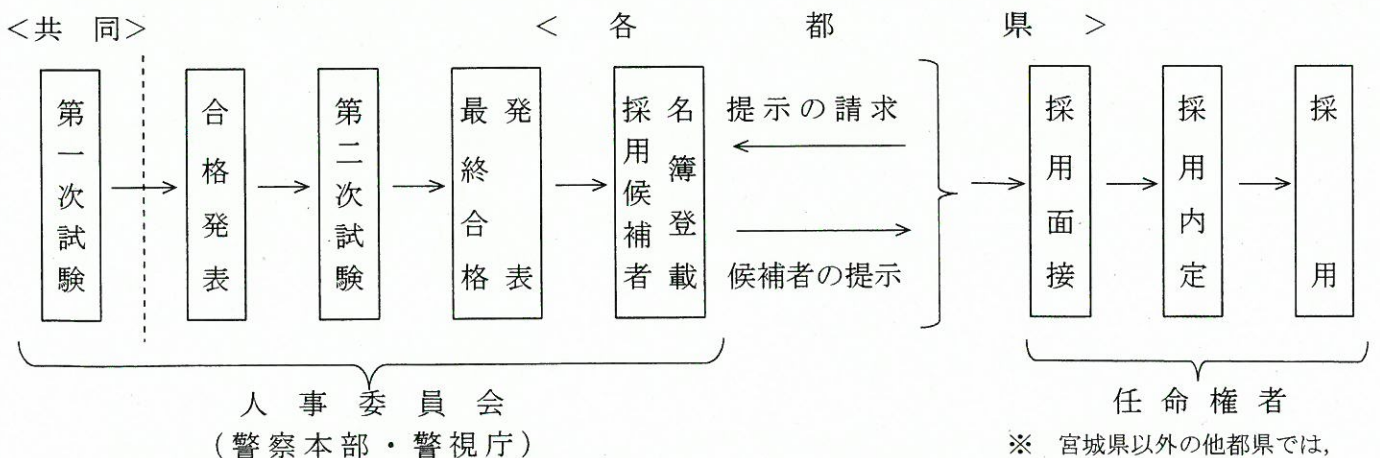 <共同>
<各都県>
第一次試験
合格発表
第二次試験
最終合格
発表
採用候補者
名簿登載
提示の請求
候補者の提示
採用面接
採用内定
採用
人事委員会
(警察本部・警視庁)
任命権者
※ 宮城県以外の他都県では,